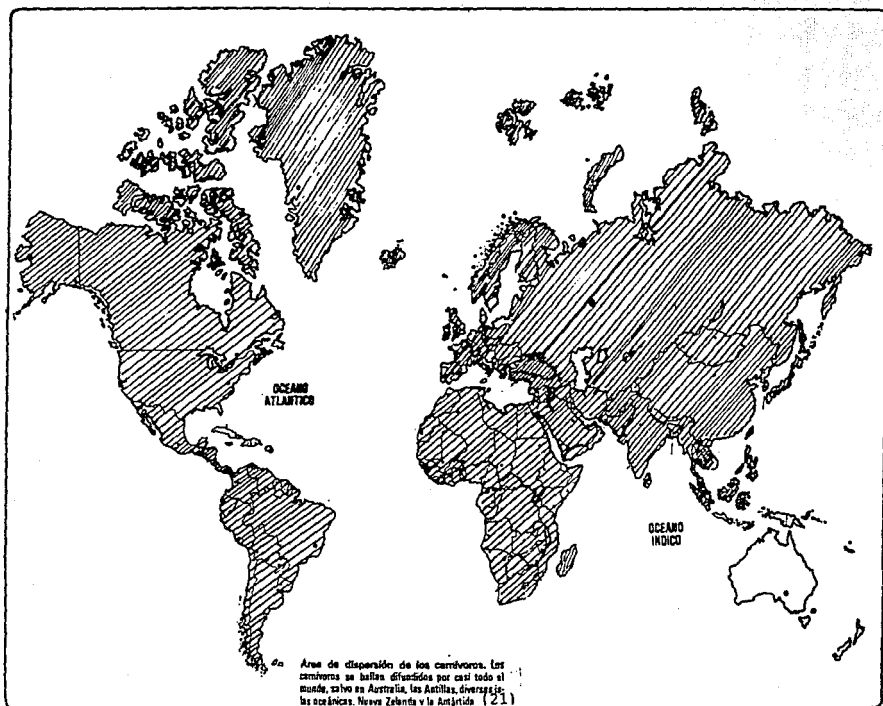 OCEANO
ATLANTICO
OCEANO
INDICO
Área de dispersión de los carnívoros. Los
carnívoros se hallan difundidos por casi todo el
mundo, salvo en Australia, las Antillas, diversas is-
las oceánicas, Nueva Zelanda y la Antártida (21)